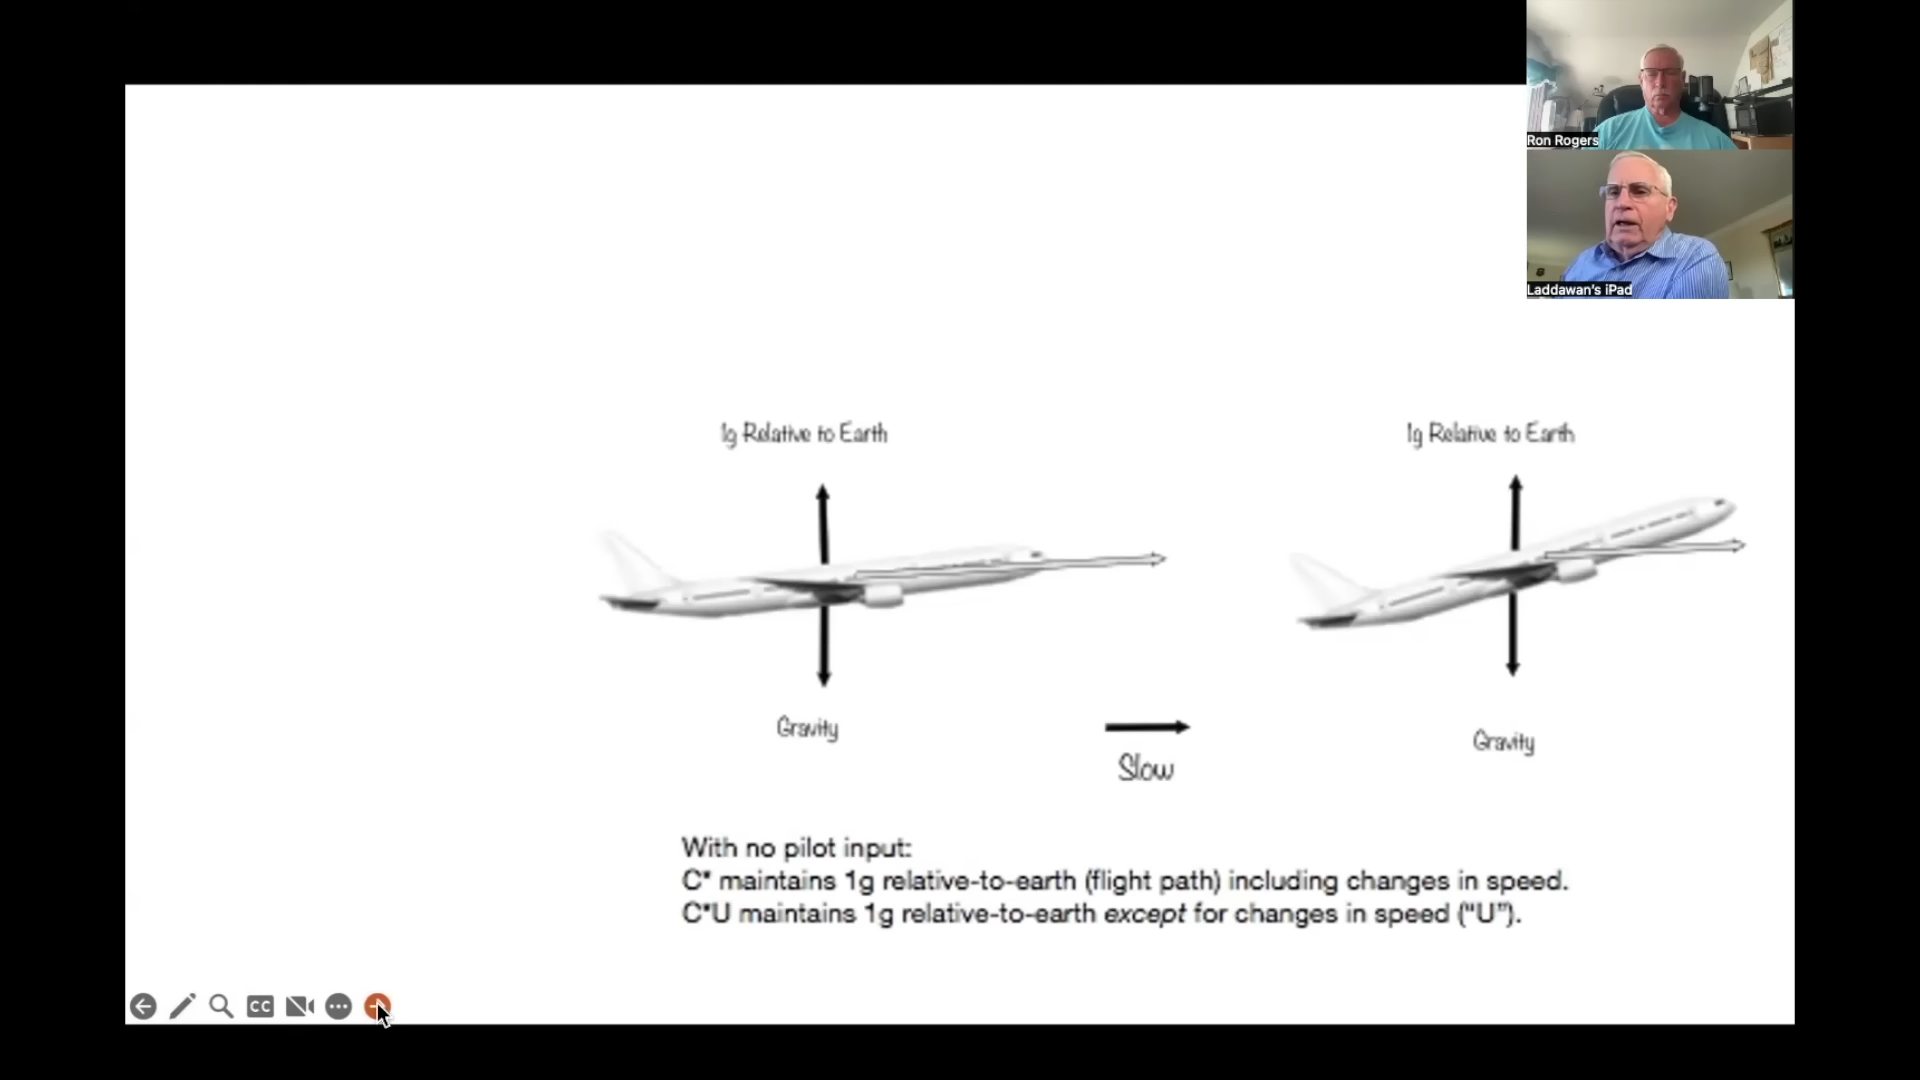 Ron Rogers
Laddawan's iPad
1g Relative to Earth
1g Relative to Earth
Gravity
Gravity
Slow
With no pilot input:
C* maintains 1g relative-to-earth (flight path) including changes in speed.
C*U maintains 1g relative-to-earth except for changes in speed ("U").
CC